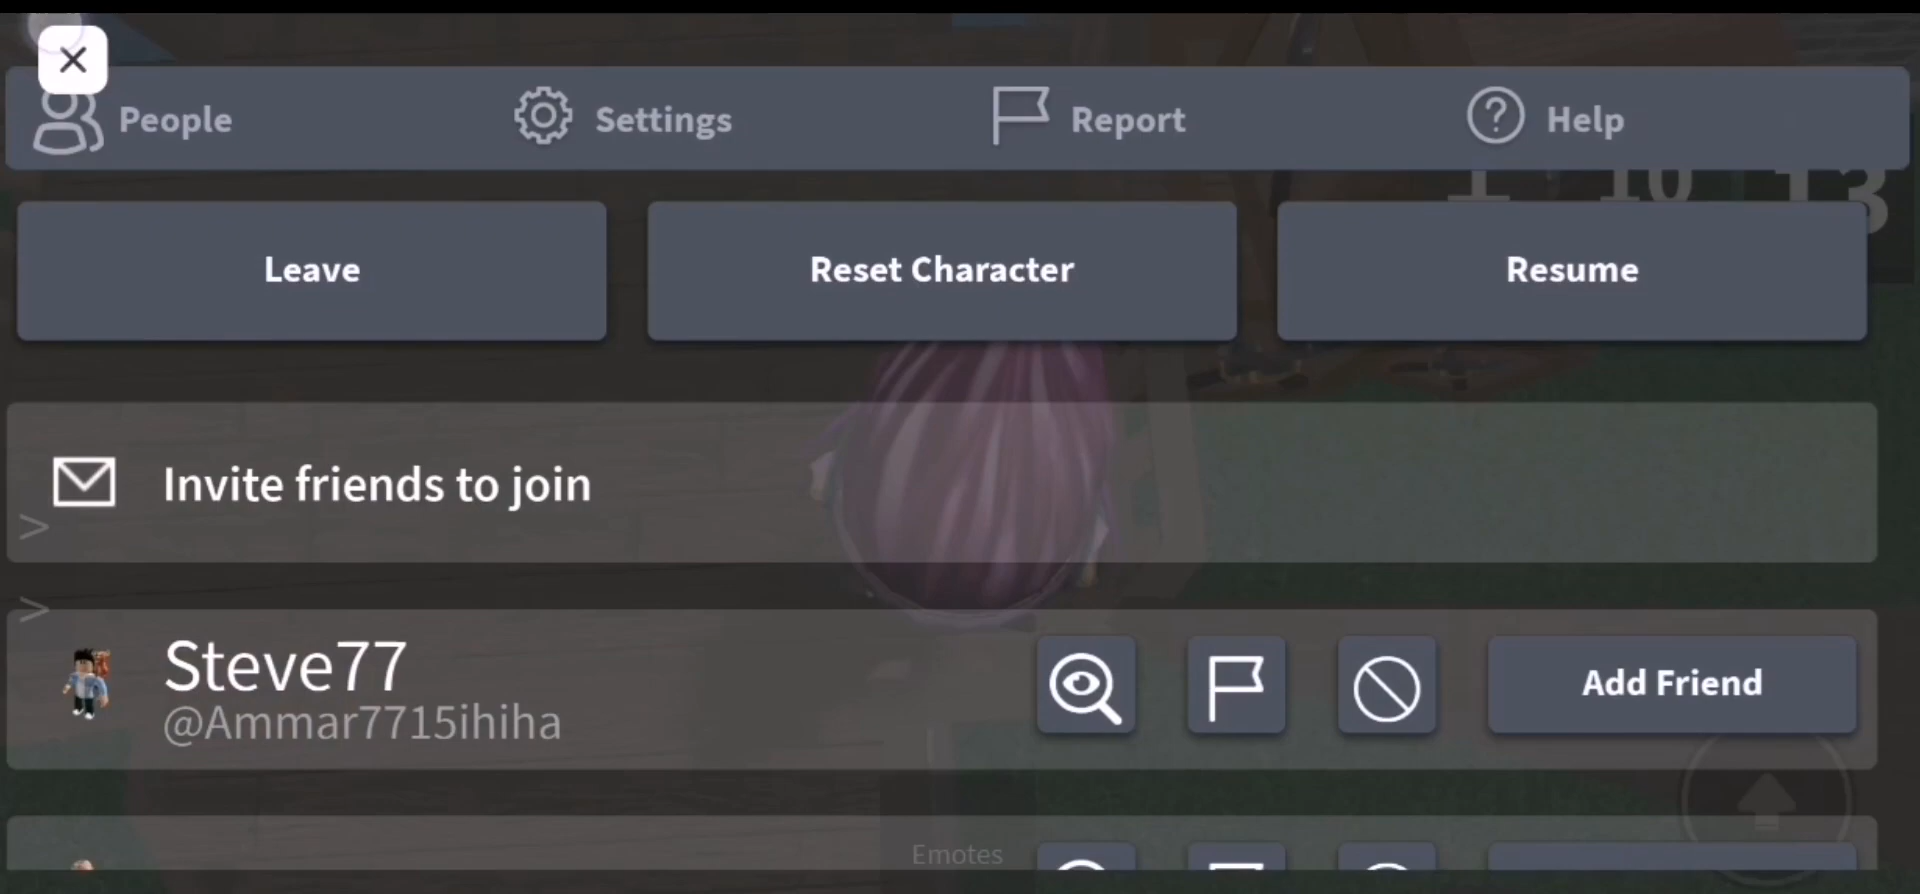 People
Settings
Report
Help
Leave
Reset Character
Resume
Invite friends to join
>
>
Steve77
@Ammar7715ihiha
Add Friend
Emotes